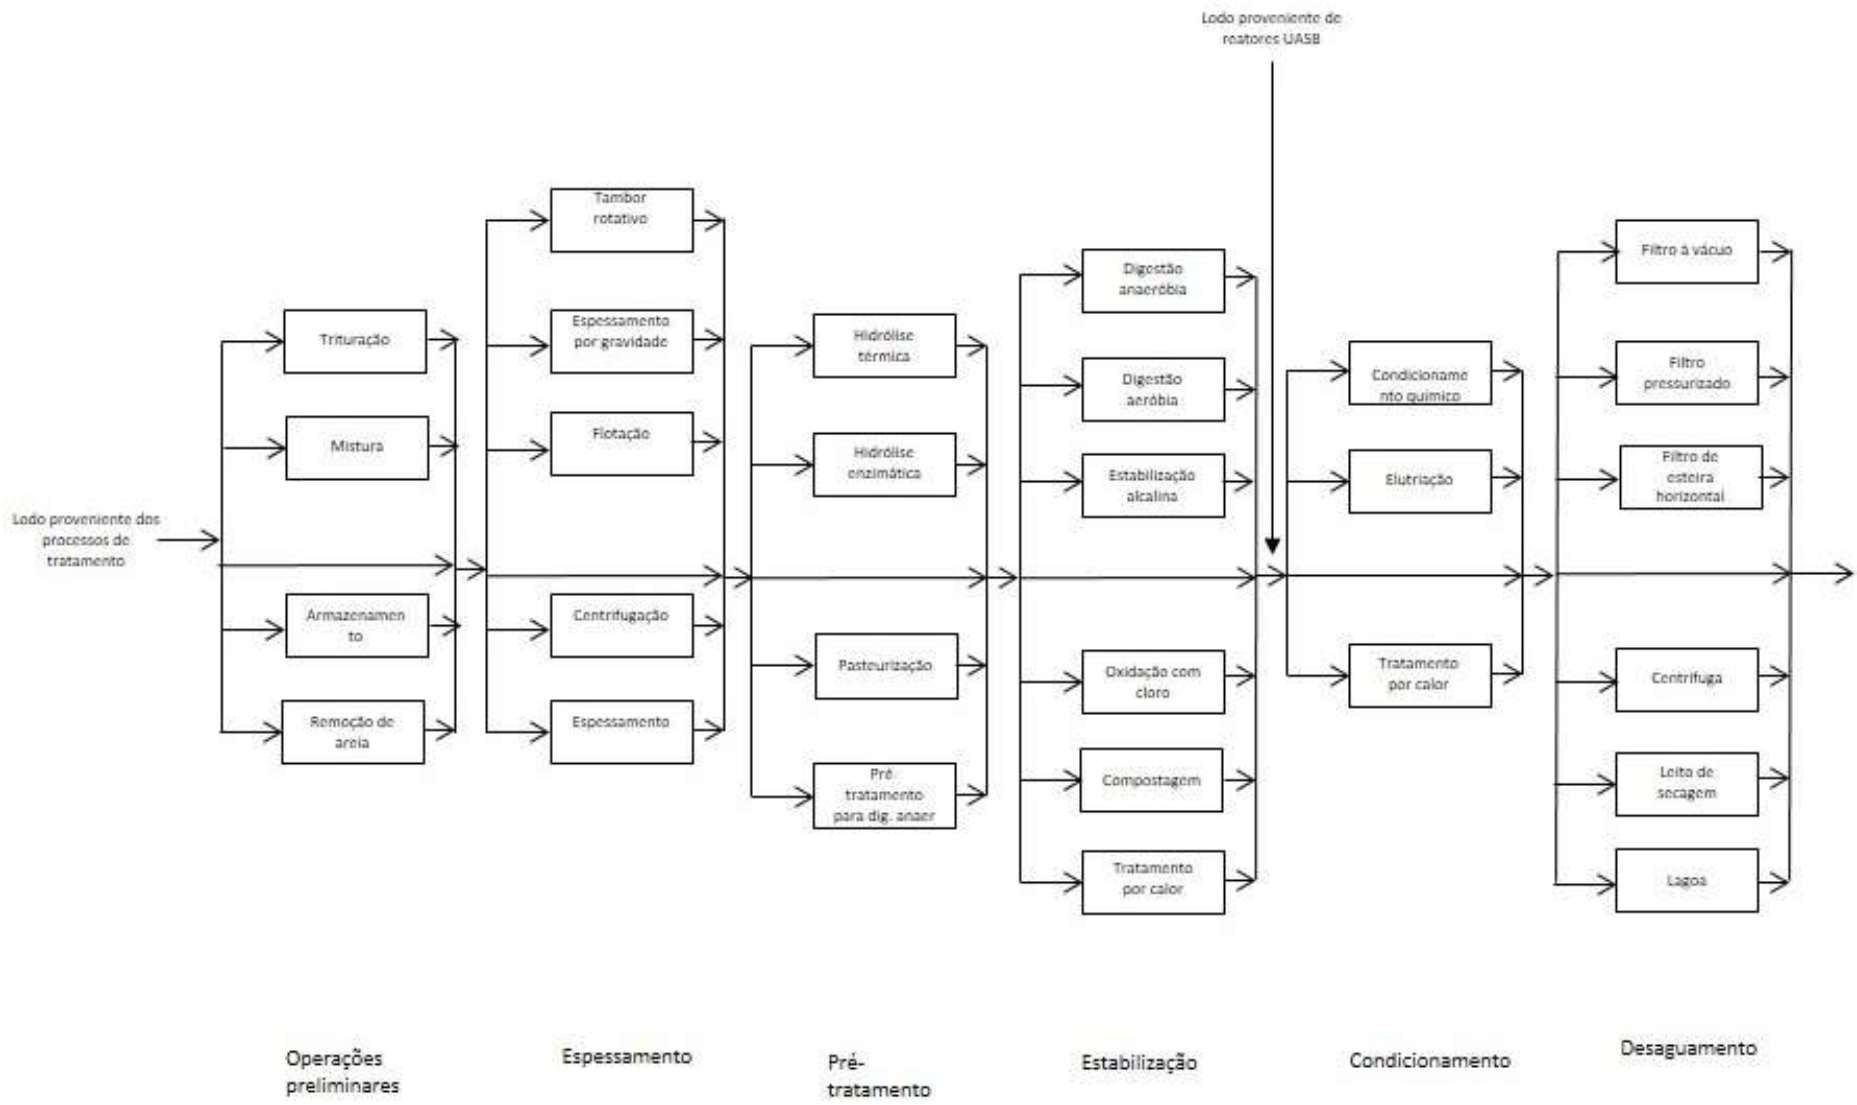 Lodo proveniente de
reatores UASB
Lodo proveniente dos
processos de
tratamento
Trituração
Mistura
Armazenamen
to
Remoção de
areia
Tambor
rotativo
Espessamento
por gravidade
Flotação
Centrifugação
Espessamento
Hidrólise
térmica
Hidrólise
enzimática
Pasteurização
Pré
tratamento
para dig. anaer
Digestão
anaeróbia
Digestão
aeróbia
Estabilização
alcalina
Oxidação com
cloro
Compostagem
Tratamento
por calor
Condicioname
nto químico
Elutriação
Tratamento
por calor
Filtro à vácuo
Filtro
pressurizado
Filtro de
esteira
horizontal
Centrífuga
Leito de
secagem
Lagoa
Operações
preliminares
Espessamento
Pré-
tratamento
Estabilização
Condicionamento
Desaguamento